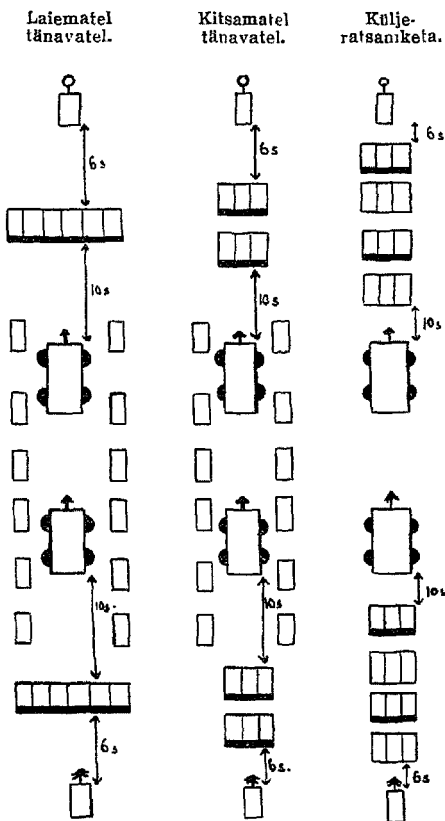 Laiematel
tänavatel.
Kitsamatel
tänavatel.
Külje-
ratsaniketa.
6s
6s
6s
10s
10s
10s
10s.
10s
10s
6s
6s.
6s